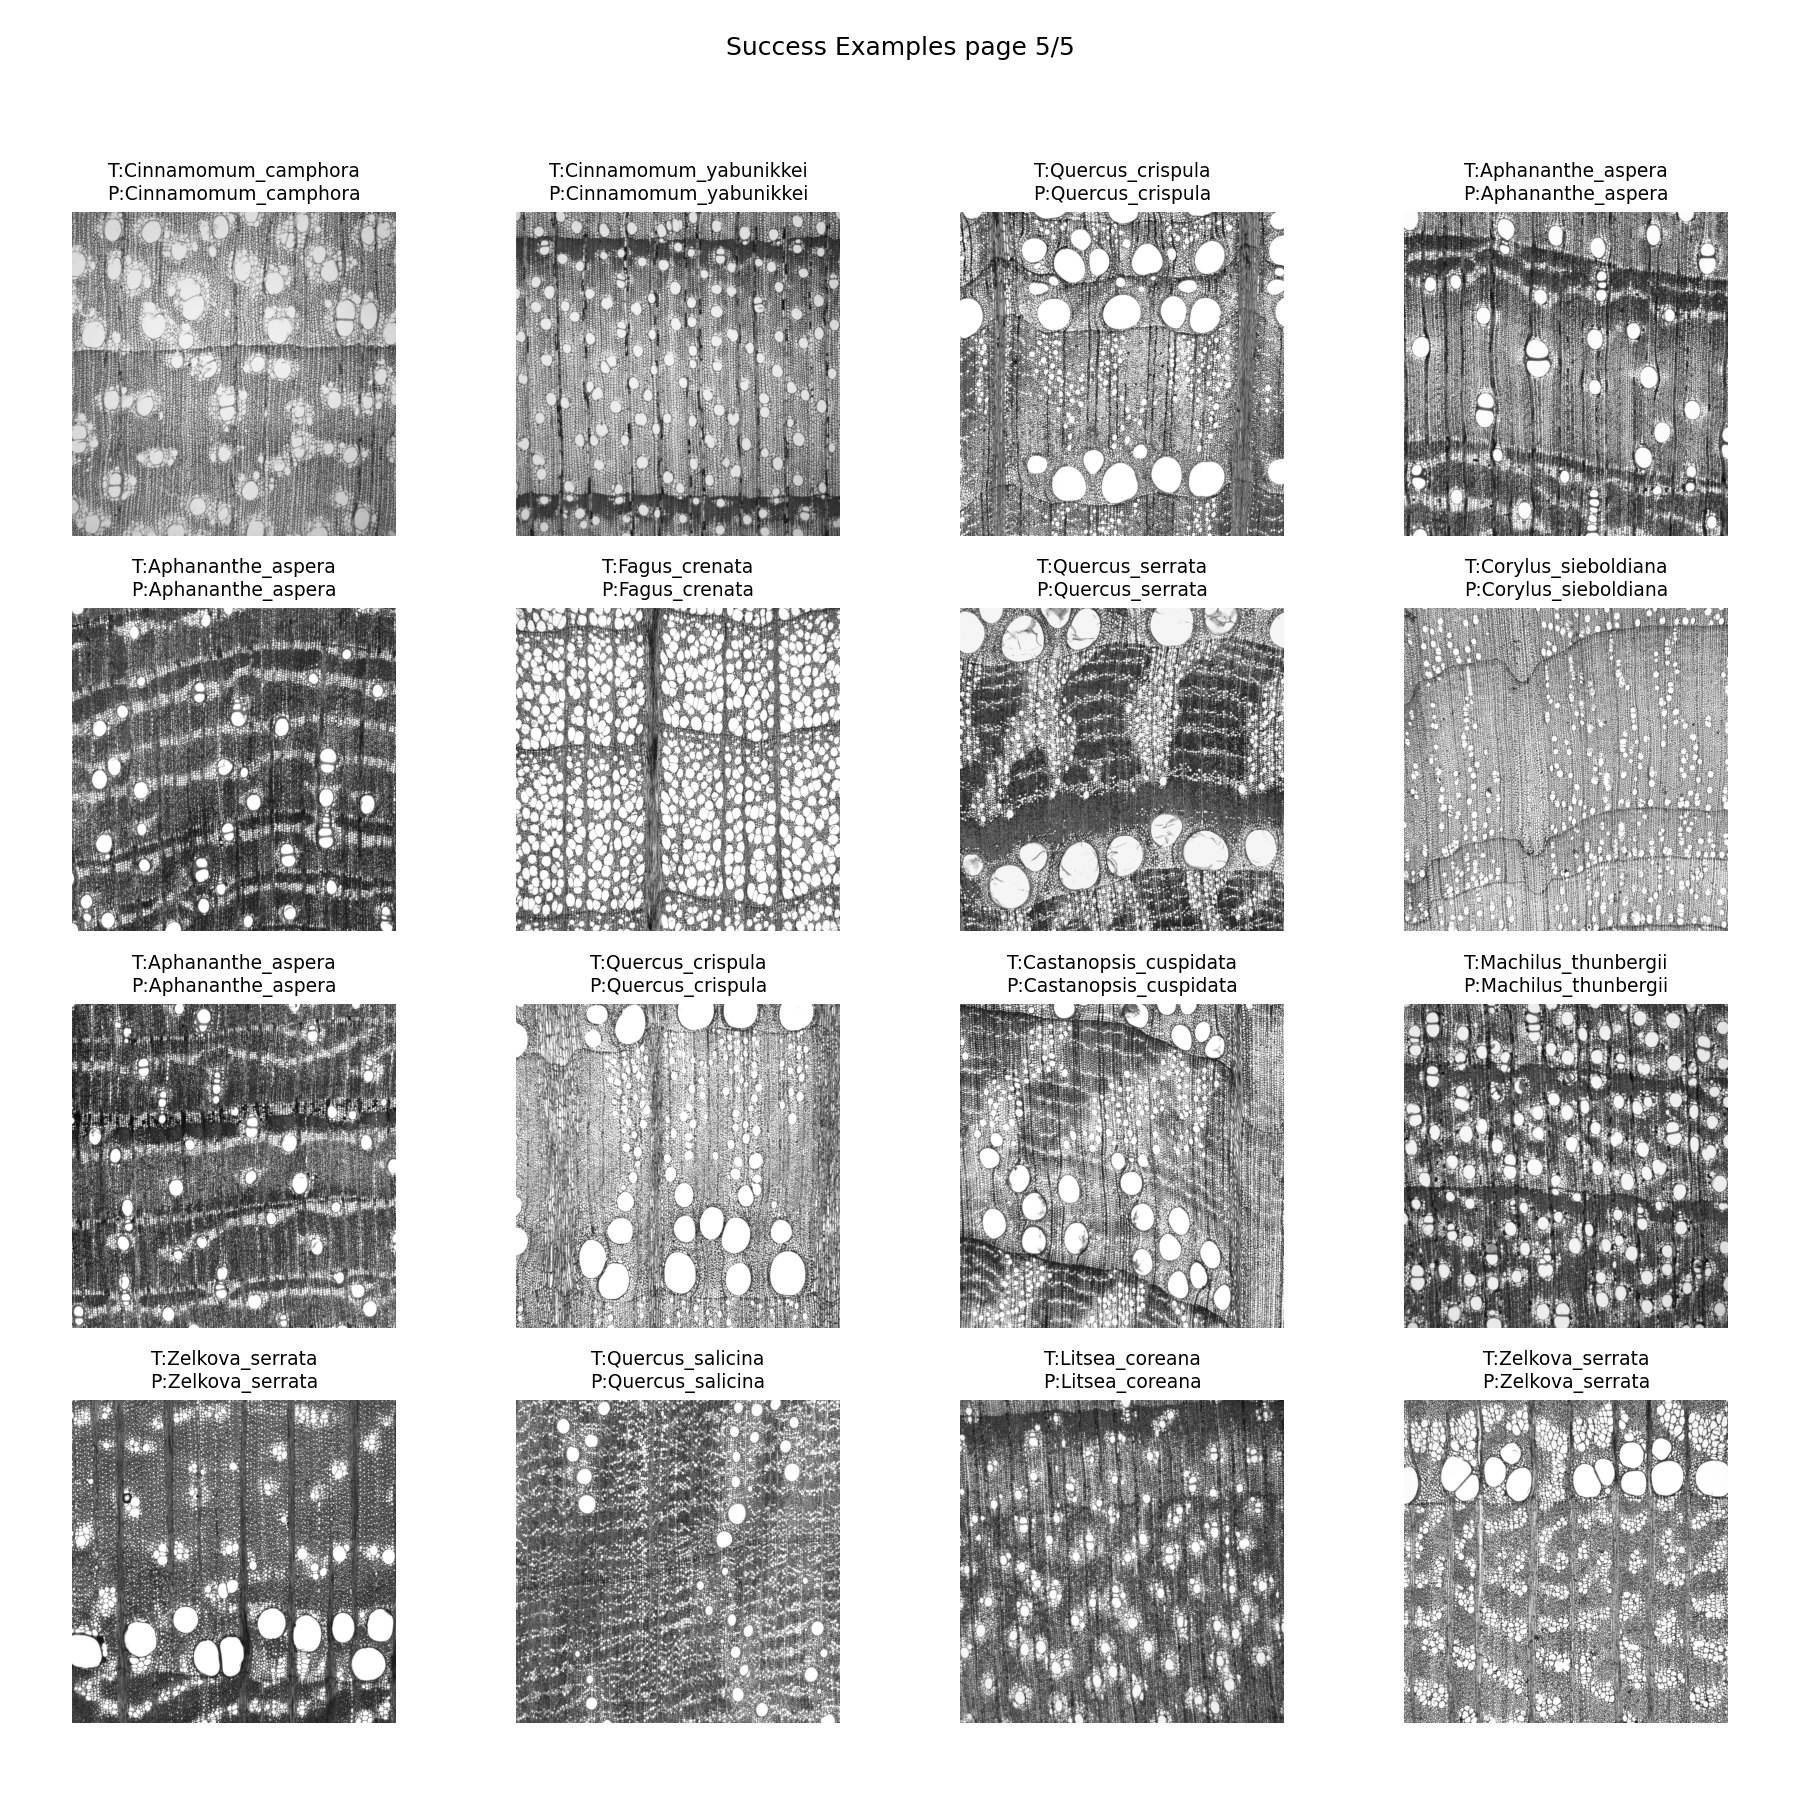 Success Examples page 5/5
T:Cinnamomum_camphora
P:Cinnamomum_camphora
T:Cinnamomum_yabunikkei
P:Cinnamomum_yabunikkei
T:Quercus_crispula
P:Quercus_crispula
T:Aphananthe_aspera
P:Aphananthe_aspera
T:Aphananthe_aspera
P:Aphananthe_aspera
T:Fagus_crenata
P:Fagus_crenata
T:Quercus_serrata
P:Quercus_serrata
T:Corylus_sieboldiana
P:Corylus_sieboldiana
T:Aphananthe_aspera
P:Aphananthe_aspera
T:Quercus_crispula
P:Quercus_crispula
T:Castanopsis_cuspidata
P:Castanopsis_cuspidata
T:Machilus_thunbergii
P:Machilus_thunbergii
T:Zelkova_serrata
P:Zelkova_serrata
T:Quercus_salicina
P:Quercus_salicina
T:Litsea_coreana
P:Litsea_coreana
T:Zelkova_serrata
P:Zelkova_serrata